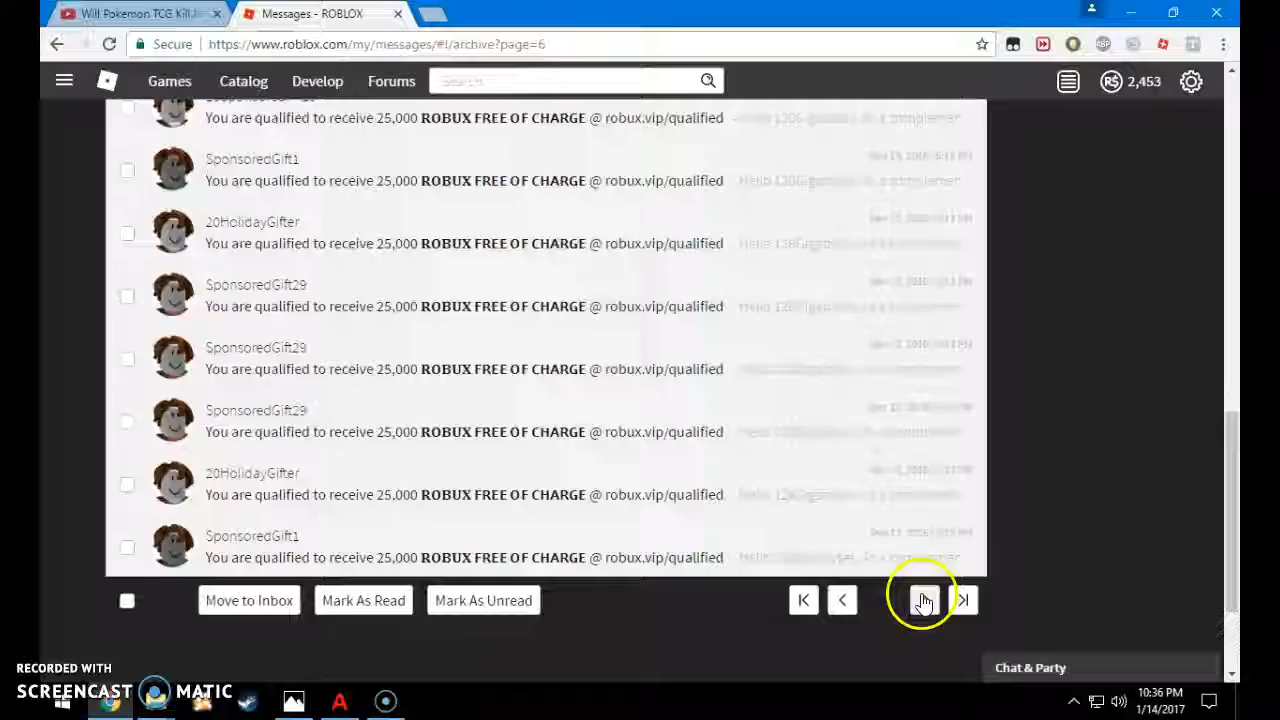 Will Pokemon TCG Kill
Messages - ROBLOX
Secure https://www.roblox.com/my/messages/#!/archive?page=6
Games Catalog Develop Forums Search R$ 2,453
You are qualified to receive 25,000 ROBUX FREE OF CHARGE @ robux.vip/qualified
SponsoredGift1
You are qualified to receive 25,000 ROBUX FREE OF CHARGE @ robux.vip/qualified
20HolidayGifter
You are qualified to receive 25,000 ROBUX FREE OF CHARGE @ robux.vip/qualified
SponsoredGift29
You are qualified to receive 25,000 ROBUX FREE OF CHARGE @ robux.vip/qualified
SponsoredGift29
You are qualified to receive 25,000 ROBUX FREE OF CHARGE @ robux.vip/qualified
SponsoredGift29
You are qualified to receive 25,000 ROBUX FREE OF CHARGE @ robux.vip/qualified
20HolidayGifter
You are qualified to receive 25,000 ROBUX FREE OF CHARGE @ robux.vip/qualified
SponsoredGift1
You are qualified to receive 25,000 ROBUX FREE OF CHARGE @ robux.vip/qualified
Move to Inbox Mark As Read Mark As Unread
Chat & Party
RECORDED WITH
SCREENCAST MATIC
10:36 PM
1/14/2017